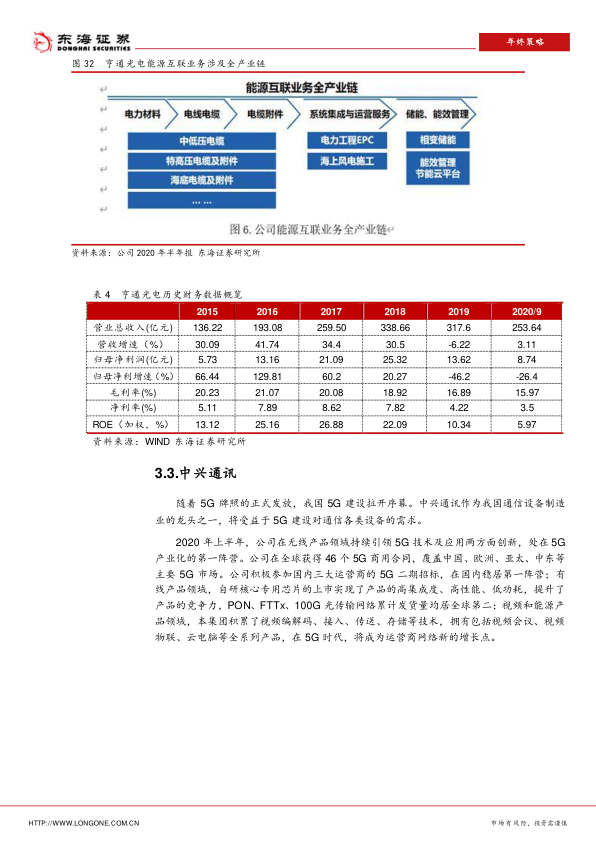 东海证券
DONGHAI SECURITIES
年终策略
图 32 亨通光电能源互联业务涉及全产业链
能源互联业务全产业链
电力材料 电线电缆 电缆附件 系统集成与运营服务 储能、能效管理
中低压电缆 电力工程EPC 相变储能
特高压电缆及附件 海上风电施工 能效管理
节能云平台
海底电缆及附件
... ...
图 6. 公司能源互联业务全产业链
资料来源：公司 2020 年半年报 东海证券研究所
表 4 亨通光电历史财务数据概览
2015 2016 2017 2018 2019 2020/9
营业总收入(亿元) 136.22 193.08 259.50 338.66 317.6 253.64
营收增速（%） 30.09 41.74 34.4 30.5 -6.22 3.11
归母净利润(亿元) 5.73 13.16 21.09 25.32 13.62 8.74
归母净利增速（%） 66.44 129.81 60.2 20.27 -46.2 -26.4
毛利率(%) 20.23 21.07 20.08 18.92 16.89 15.97
净利率(%) 5.11 7.89 8.62 7.82 4.22 3.5
ROE（加权，%） 13.12 25.16 26.88 22.09 10.34 5.97
资料来源：WIND 东海证券研究所
3.3.中兴通讯
随着 5G 牌照的正式发放，我国 5G 建设拉开序幕。中兴通讯作为我国通信设备制造
业的龙头之一，将受益于 5G 建设对通信各类设备的需求。
2020 年上半年，公司在无线产品领域持续引领 5G 技术及应用两方面创新，处在 5G
产业化的第一阵营。公司在全球获得 46 个 5G 商用合同，覆盖中国、欧洲、亚太、中东等
主要 5G 市场。公司积极参加国内三大运营商的 5G 二期招标，在国内稳居第一阵营；有
线产品领域，自研核心专用芯片的上市实现了产品的高集成度、高性能、低功耗，提升了
产品的竞争力，PON、FTTx、100G 光传输网络累计发货量均居全球第二；视频和能源产
品领域，本集团积累了视频编解码、接入、传送、存储等技术，拥有包括视频会议、视频
物联、云电脑等全系列产品，在 5G 时代，将成为运营商网络新的增长点。
HTTP://WWW.LONGONE.COM.CN
市场有风险，投资需谨慎